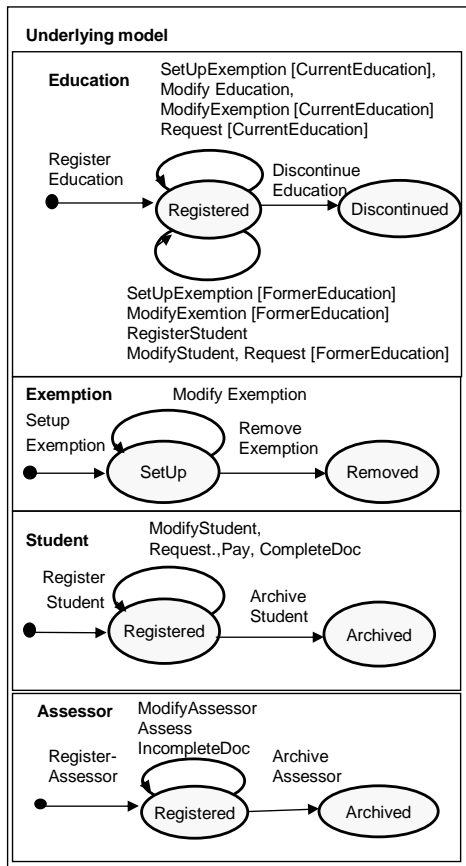 Underlying model
Education
SetUpExemption [CurrentEducation],
Modify Education,
ModifyExemption [CurrentEducation]
Request [CurrentEducation]
Register
Education
Discontinue
Education
Registered
Discontinued
SetUpExemption [FormerEducation]
ModifyExemtion [FormerEducation]
RegisterStudent
ModifyStudent, Request [FormerEducation]
Exemption
Modify Exemption
Setup
Exemption
Remove
Exemption
SetUp
Removed
Student
ModifyStudent,
Request.,Pay, CompleteDoc
Register
Student
Archive
Student
Registered
Archived
Assessor
ModifyAssessor
Assess
IncompleteDoc
Register-
Assessor
Archive
Assessor
Registered
Archived